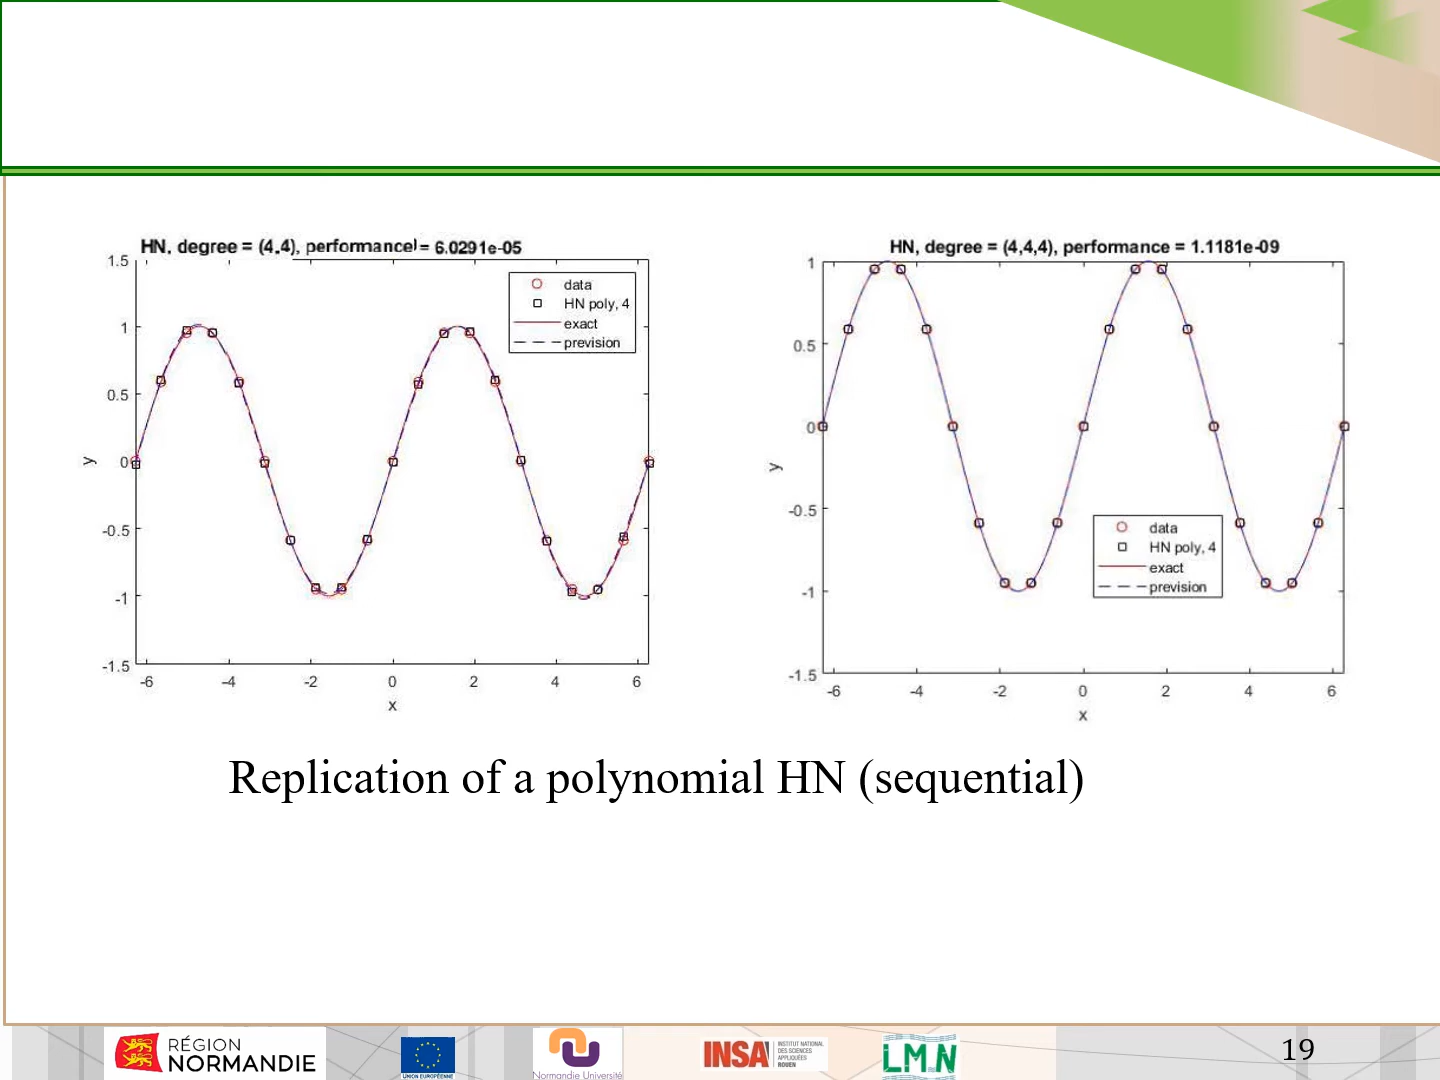 HN, degree = (4,4), performance = 6.0291e-05
1.5
1
0.5
0
-0.5
-1
-1.5
-6 -4 -2 0 2 4 6
x
y
data
HN poly, 4
exact
prevision
HN, degree = (4,4,4), performance = 1.1181e-09
1
0.5
0
-0.5
-1
-1.5
-6 -4 -2 0 2 4 6
x
y
data
HN poly, 4
exact
prevision
Replication of a polynomial HN (sequential)
RÉGION
NORMANDIE
UNION EUROPÉENNE
Normandie Université
INSA
INSTITUT NATIONAL
DES SCIENCES
APPLIQUÉES
ROUEN
LMN
19